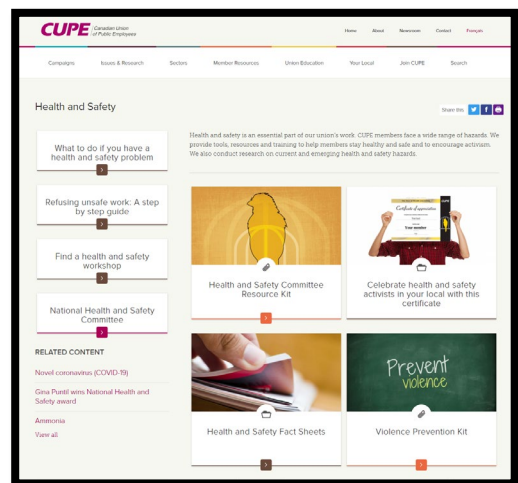 CUPE
Canadian Union
of Public Employees
Home About Newsroom Contact Français
Campaigns Issues & Research Sectors Member Resources Union Education Your Local Join CUPE Search
Health and Safety
Share this
What to do if you have a
health and safety problem
Refusing unsafe work: A step
by step guide
Find a health and safety
workshop
National Health and Safety
Committee
RELATED CONTENT
Novel coronavirus (COVID-19)
Gina Puntil wins National Health and
Safety award
Ammonia
View all
Health and safety is an essential part of our union's work. CUPE members face a wide range of hazards. We
provide tools, resources and training to help members stay healthy and safe and to encourage activism.
We also conduct research on current and emerging health and safety hazards.
Health and Safety Committee
Resource Kit
Certificate of appreciation
Your member
Celebrate health and safety
activists in your local with this
certificate
Health and Safety Fact Sheets
Prevent
violence
Violence Prevention Kit